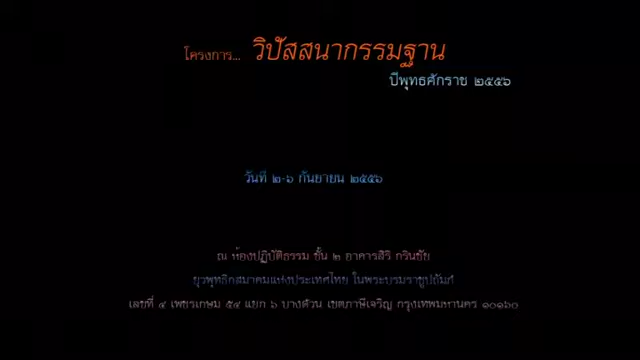 โครงการ... วิปัสสนากรรมฐาน
ปีพุทธศักราช ๒๕๕๖
วันที่ ๒-๖ กันยายน ๒๕๕๖
ณ ห้องปฏิบัติธรรม ชั้น ๒ อาคารสิริ กรินชัย
ยุวพุทธิกสมาคมแห่งประเทศไทย ในพระบรมราชูปถัมภ์
เลขที่ ๔ เพชรเกษม ๕๔ แยก ๖ บางด้วน เขตภาษีเจริญ กรุงเทพมหานคร ๑๐๑๖๐